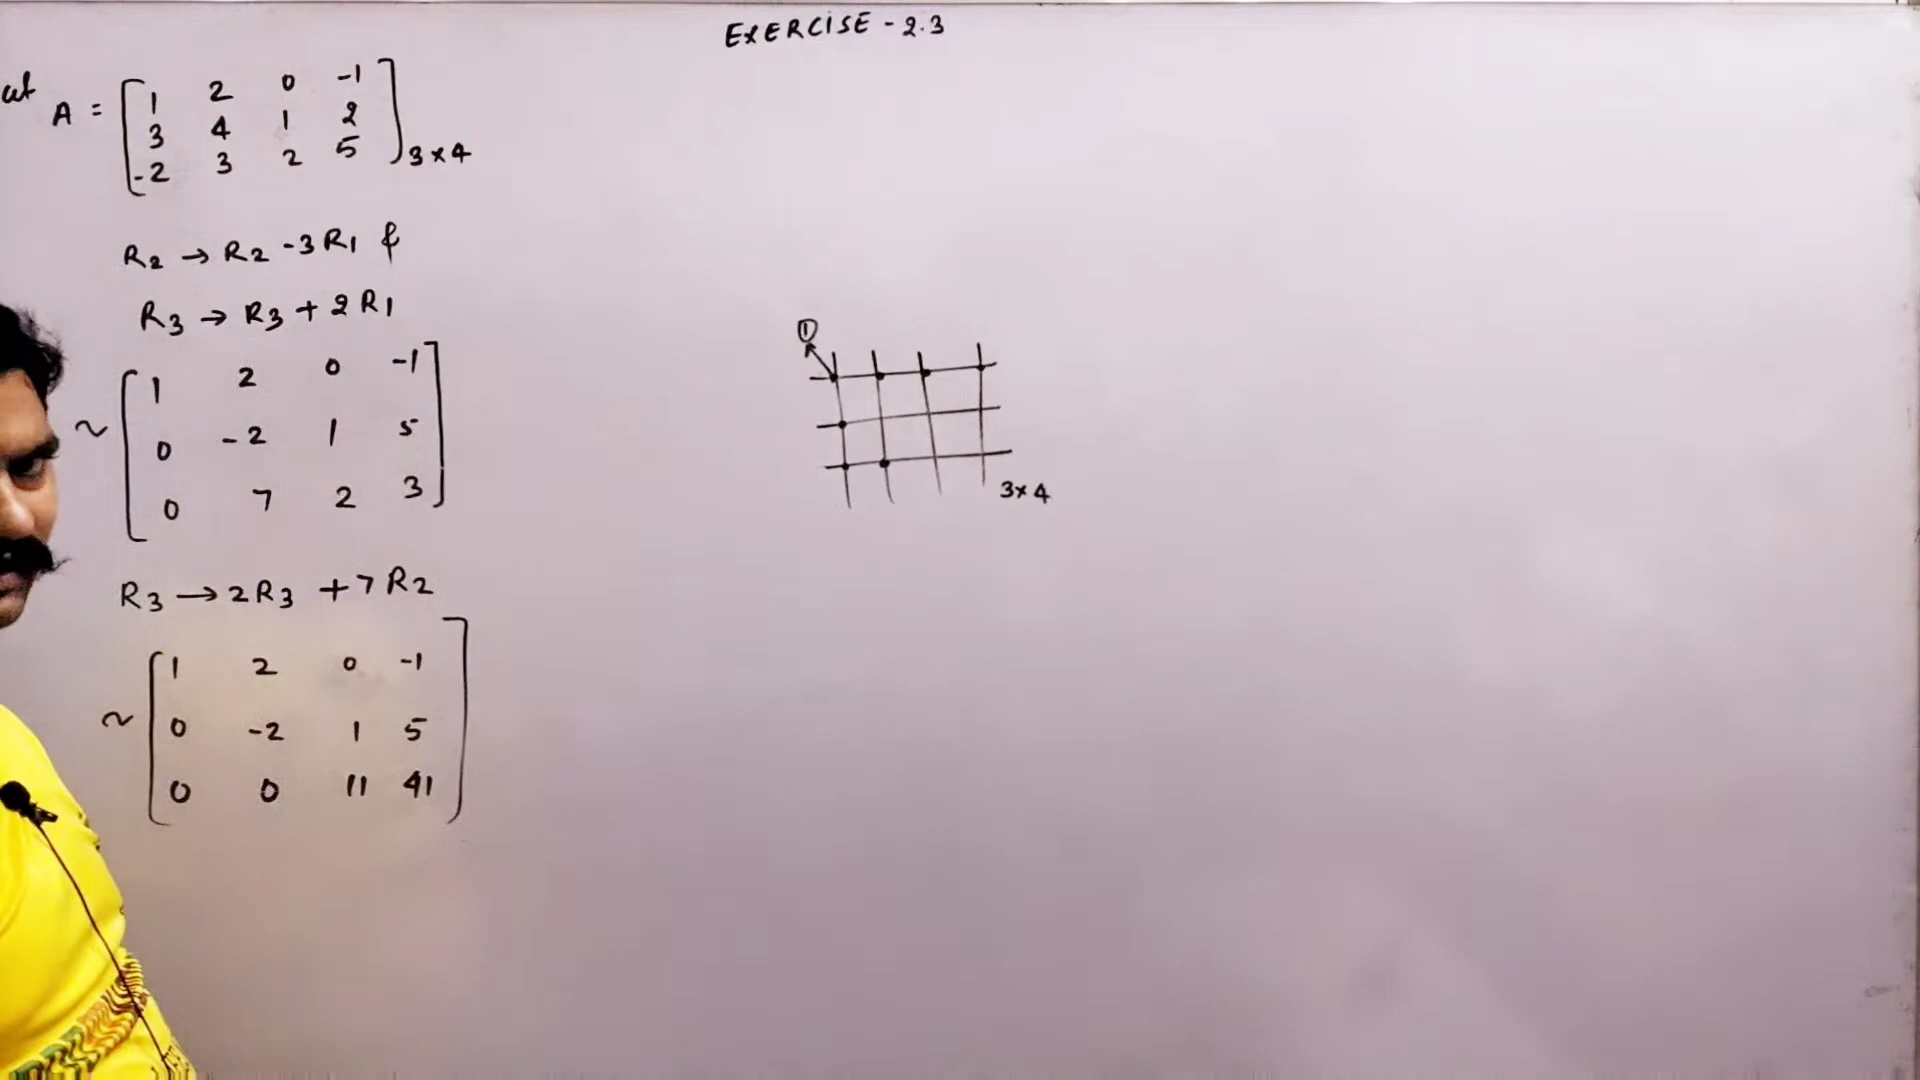 EXERCISE - 2.3
A = [ 1 2 0 -1
3 4 1 2
-2 3 2 5 ] 3×4
R2 → R2 -3R1 &
R3 → R3 + 2R1
~ [ 1 2 0 -1
0 -2 1 5
0 7 2 3 ]
R3 → 2R3 + 7R2
~ [ 1 2 0 -1
0 -2 1 5
0 0 11 41 ]
①
3×4